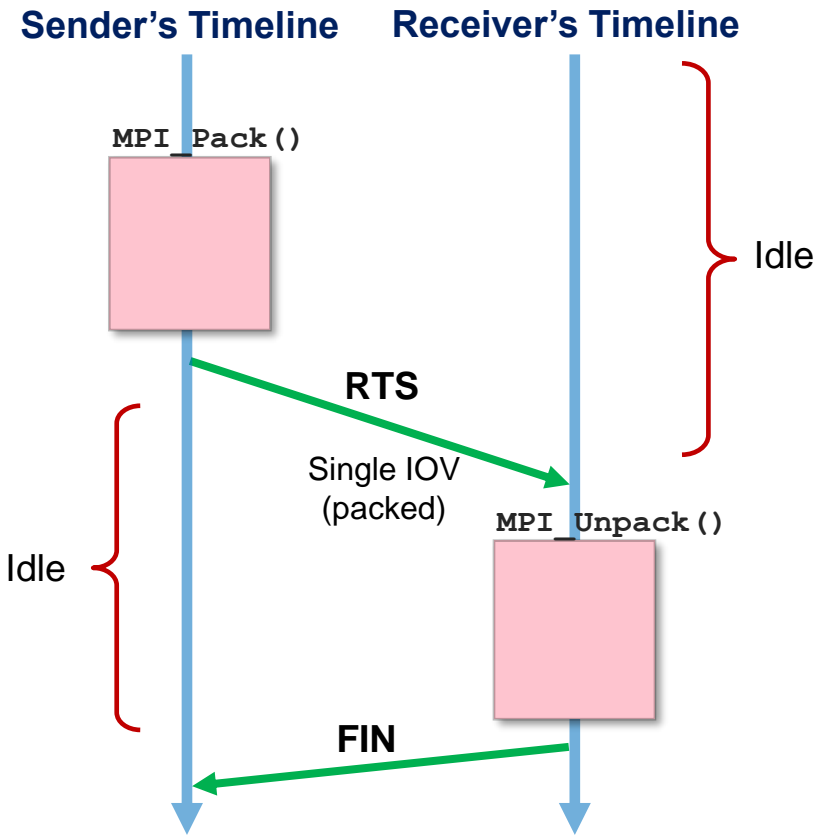 Sender’s Timeline
Receiver’s Timeline
MPI_Pack()
Idle
RTS
Single IOV
(packed)
MPI_Unpack()
Idle
FIN